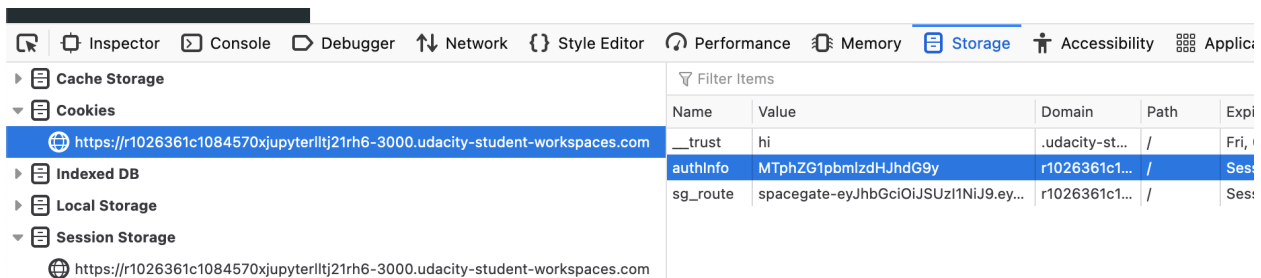 Inspector Console Debugger Network {} Style Editor Performance Memory Storage Accessibility Applica
Cache Storage
Cookies
https://r1026361c1084570xjupyterlltj21rh6-3000.udacity-student-workspaces.com
Indexed DB
Local Storage
Session Storage
https://r1026361c1084570xjupyterlltj21rh6-3000.udacity-student-workspaces.com
Filter Items
Name Value Domain Path Expi
__trust hi .udacity-st... / Fri,
authInfo MTphZG1pbmlzdHJhdG9y r1026361c1... / Ses
sg_route spacegate-eyJhbGciOiJSUzI1NiJ9.ey... r1026361c1... / Ses